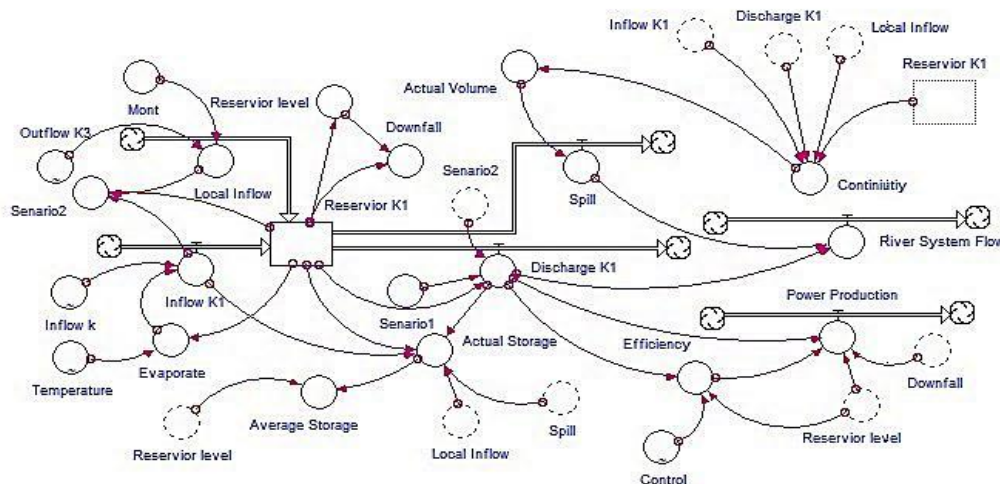 Inflow K1
Discharge K1
Local Inflow
Reservior K1
Actual Volume
Mont
Reservior level
Downfall
Outflow K3
Senario2
Local Inflow
Reservior K1
Senario2
Spill
Continiùtiy
River System Flow
Inflow K1
Discharge K1
Power Production
Inflow k
Senario1
Actual Storage
Efficiency
Temperature
Evaporate
Downfall
Reservior level
Average Storage
Local Inflow
Spill
Reservior level
Control